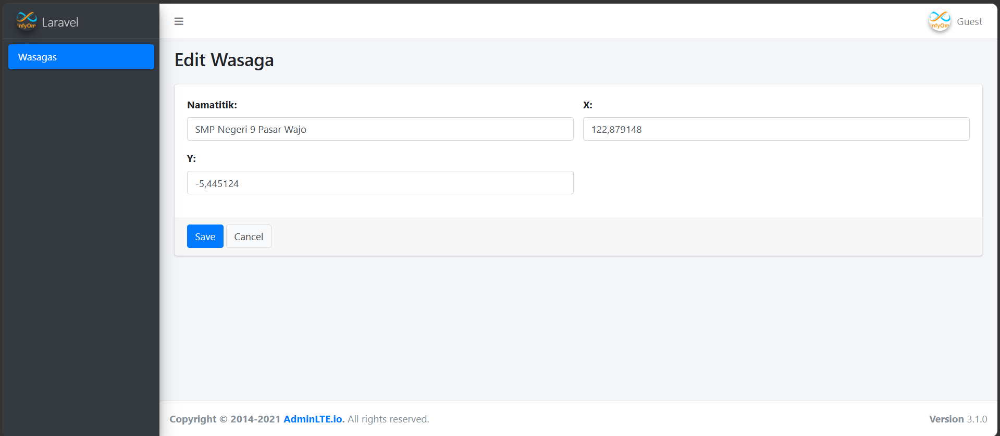 InfyOm Laravel
InfyOm Guest
Wasagas
Edit Wasaga
Namatitik:
SMP Negeri 9 Pasar Wajo
X:
122,879148
Y:
-5,445124
Save
Cancel
Copyright © 2014-2021 AdminLTE.io. All rights reserved.
Version 3.1.0